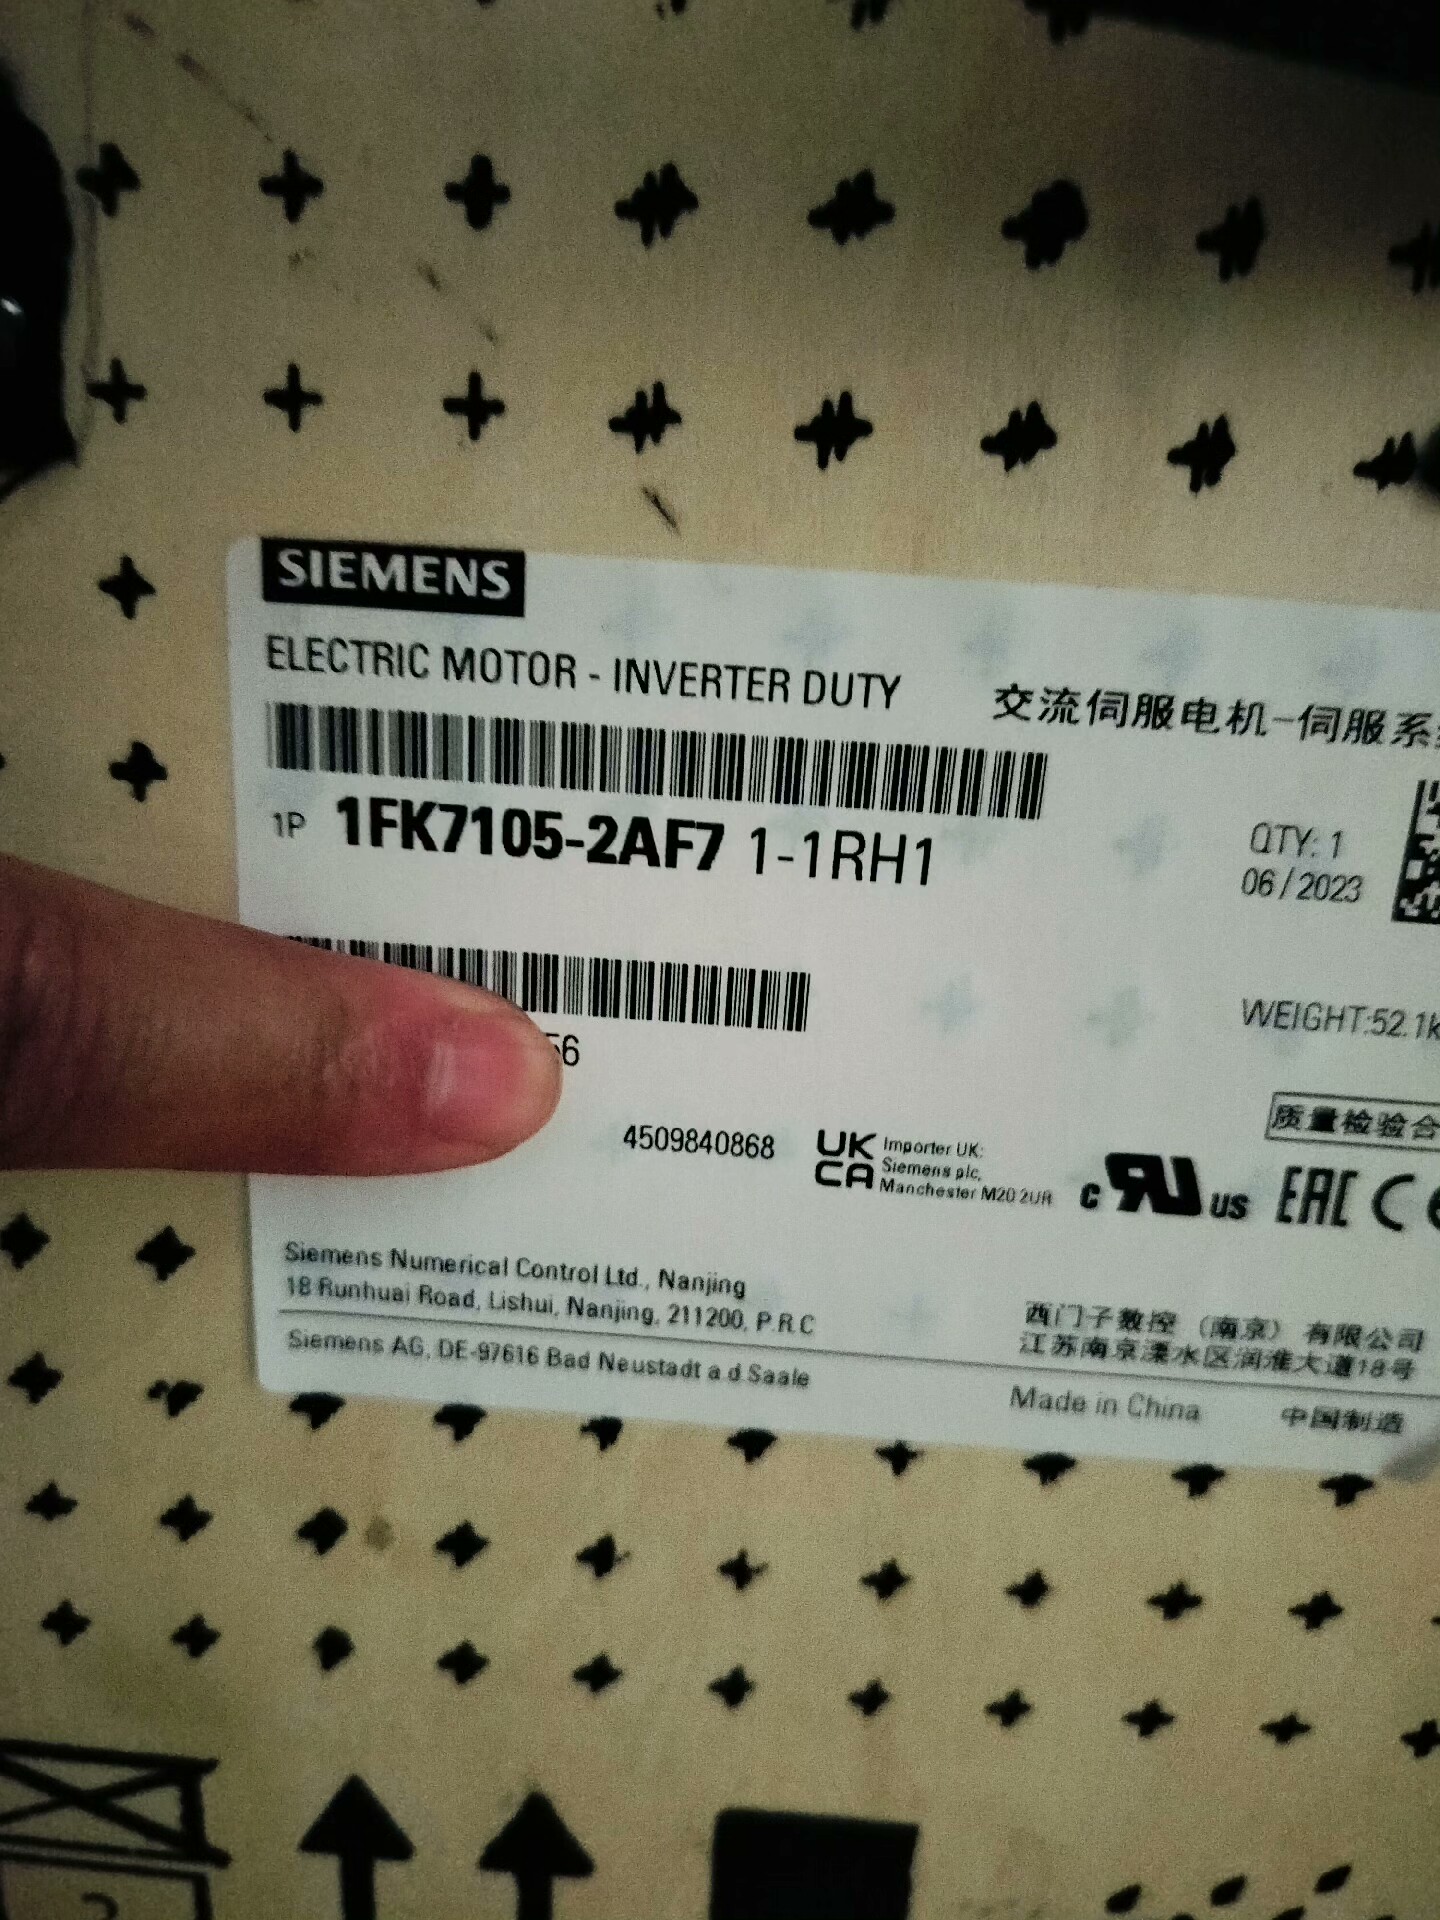 SIEMENS
ELECTRIC MOTOR - INVERTER DUTY
交流伺服电机-伺服系
1P 1FK7105-2AF7 1-1RH1
QTY: 1
06/2023
56
WEIGHT:52.1k
质量检验合
4509840868
UK
CA
Importer UK:
Siemens plc,
Manchester M20 2UR
c RU us EAC CE
Siemens Numerical Control Ltd., Nanjing
18 Runhuai Road, Lishui, Nanjing, 211200, P.R.C
西门子数控（南京）有限公司
江苏南京溧水区润淮大道18号
Siemens AG, DE-97616 Bad Neustadt a d Saale
Made in China 中国制造